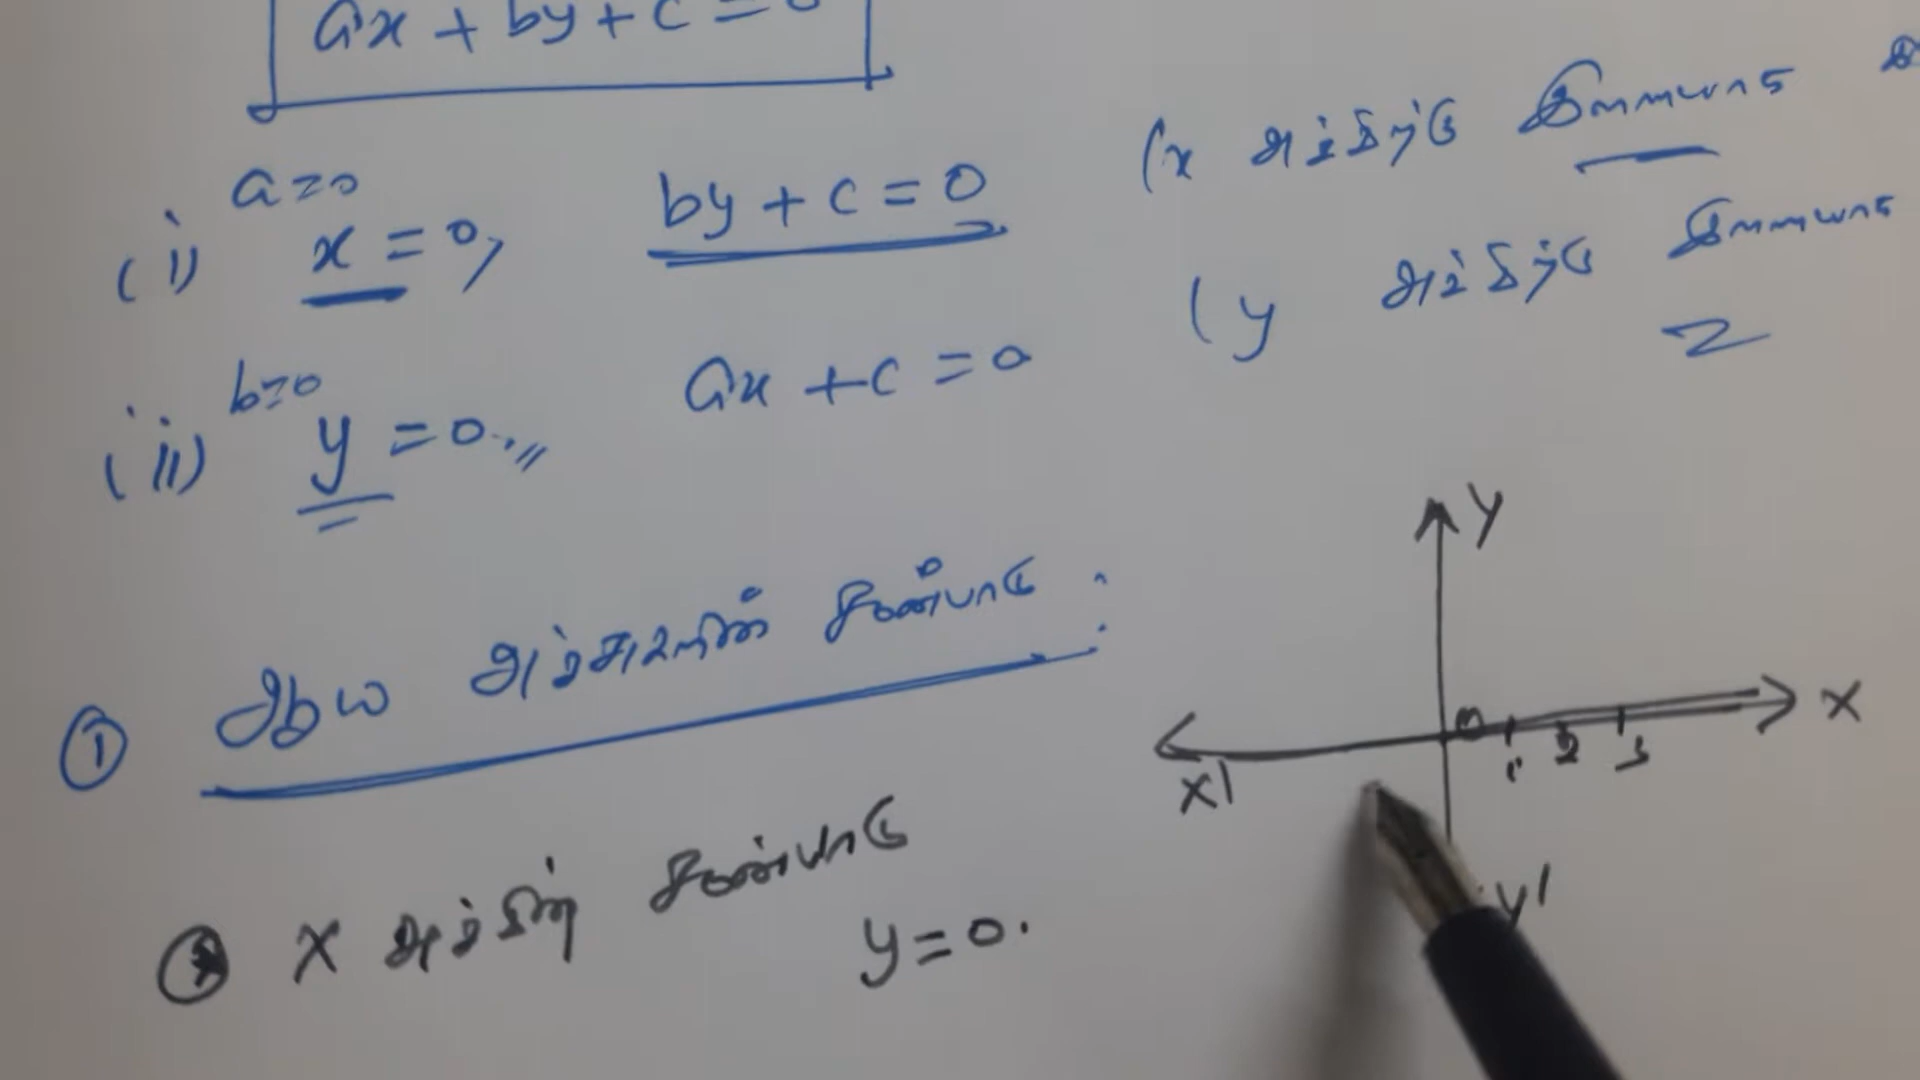 ax + by + c = 0
a=0
(i) x = 0, by + c = 0 (x அச்சிற்கு இணையாக
b=0
(ii) y = 0. ax + c = 0 (y அச்சிற்கு இணையாக
① ஆய அச்சுகளின் சமன்பாடு :
X அச்சின் சமன்பாடு
y = 0.
Y
X
0 1 2 3
X'
Y'